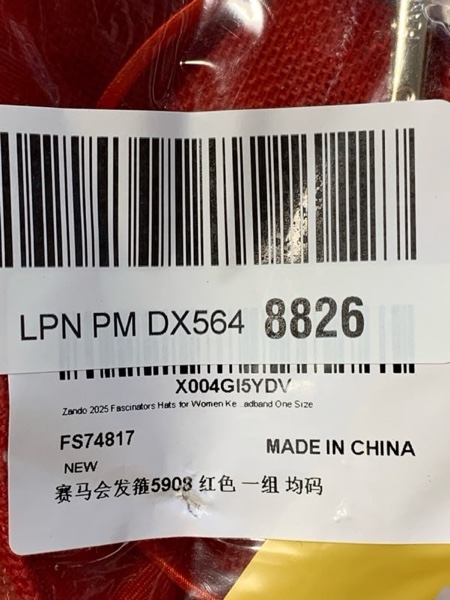 LPN PM DX564 8826
X004GI5YDV
Zando 2025 Fascinators Hats for Women Ke...adband One Size
FS74817
MADE IN CHINA
NEW
赛马会发箍5908 红色 一组 均码